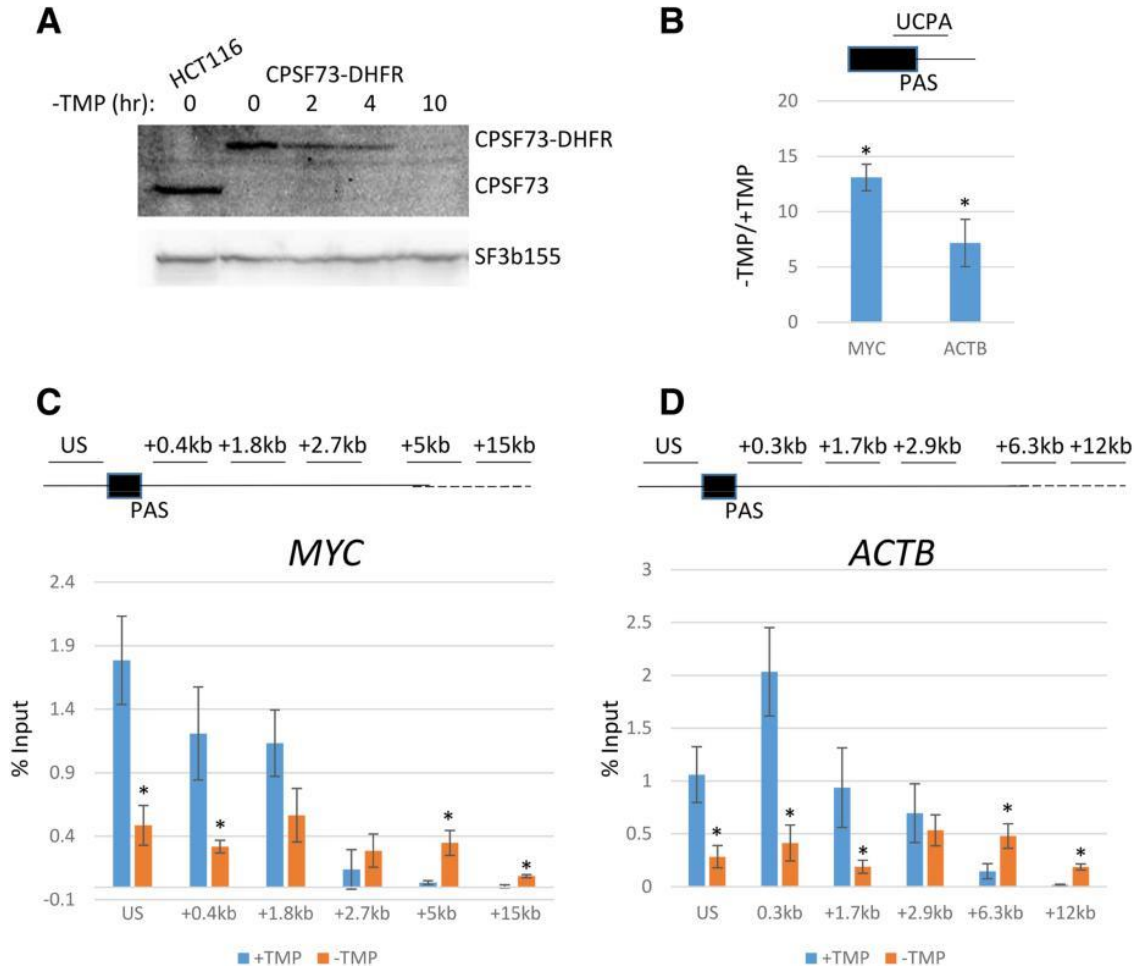 A
HCT116
CPSF73-DHFR
-TMP (hr): 0 0 2 4 10
CPSF73-DHFR
CPSF73
SF3b155
B
UCPA
PAS
20
15
10
5
0
-TMP/+TMP
*
*
MYC ACTB
C
US +0.4kb +1.8kb +2.7kb +5kb +15kb
PAS
MYC
2.4
1.9
1.4
0.9
0.4
-0.1
% Input
* * * *
US +0.4kb +1.8kb +2.7kb +5kb +15kb
+TMP -TMP
D
US +0.3kb +1.7kb +2.9kb +6.3kb +12kb
PAS
ACTB
3
2.5
2
1.5
1
0.5
0
% Input
* * * * *
US 0.3kb +1.7kb +2.9kb +6.3kb +12kb
+TMP -TMP